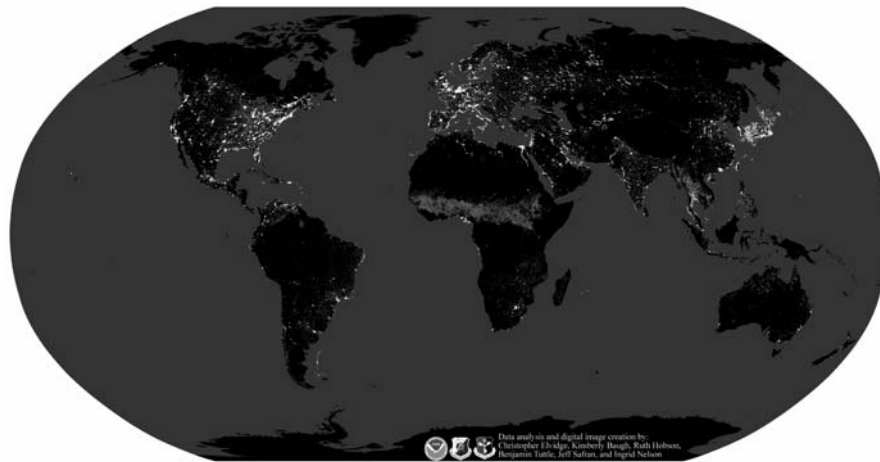 Data analysis and digital image creation by:
Christopher Elvidge, Kimberly Baugh, Ruth Hobson,
Benjamin Tuttle, Jeff Safran, and Ingrid Nelson